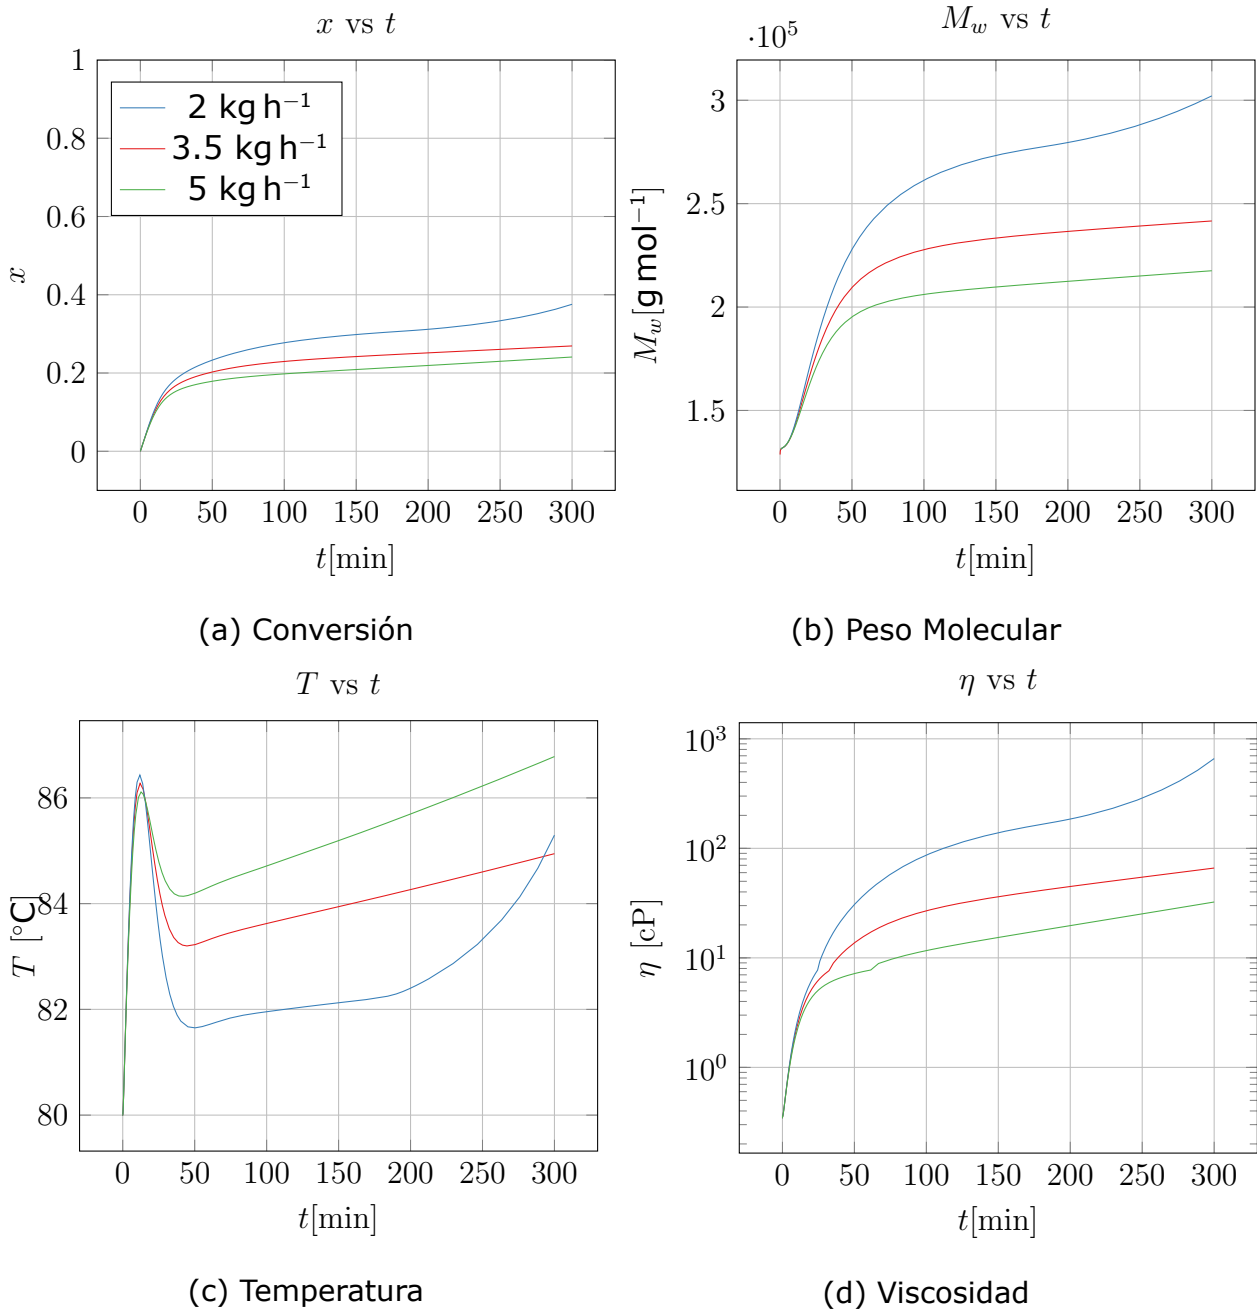 x vs t
1
0.8
0.6
0.4
0.2
0
x
2 kg h⁻¹
3.5 kg h⁻¹
5 kg h⁻¹
0 50 100 150 200 250 300
t[min]
(a) Conversión
M_w vs t
·10⁵
3
2.5
2
1.5
M_w[g mol⁻¹]
0 50 100 150 200 250 300
t[min]
(b) Peso Molecular
T vs t
86
84
82
80
T [°C]
0 50 100 150 200 250 300
t[min]
(c) Temperatura
η vs t
10³
10²
10¹
10⁰
η [cP]
0 50 100 150 200 250 300
t[min]
(d) Viscosidad